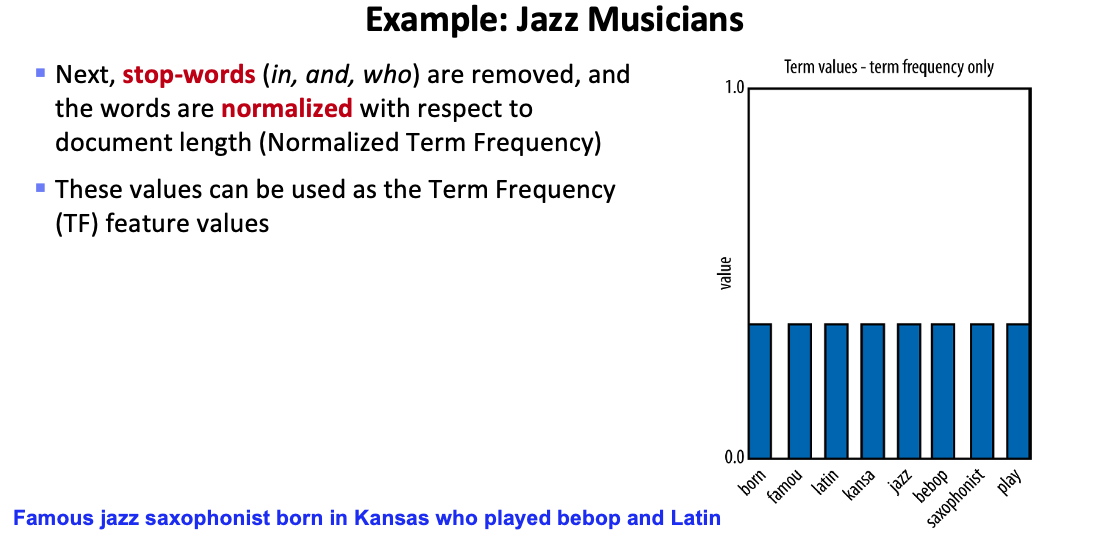 Example: Jazz Musicians
Next, stop-words (in, and, who) are removed, and
the words are normalized with respect to
document length (Normalized Term Frequency)
These values can be used as the Term Frequency
(TF) feature values
Term values - term frequency only
1.0
value
0.0
born
famou
latin
kansa
jazz
bebop
saxophonist
play
Famous jazz saxophonist born in Kansas who played bebop and Latin